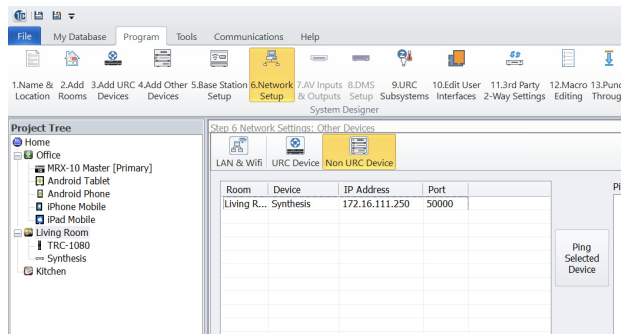 File My Database Program Tools Communications Help
1.Name & Location 2.Add Rooms 3.Add URC Devices 4.Add Other Devices 5.Base Station Setup 6.Network Setup 7.AV Inputs & Outputs 8.DMS Setup 9.URC Subsystems 10.Edit User Interfaces 11.3rd Party 2-Way Settings 12.Macro Editing
System Designer
Project Tree
Step 6 Network Settings: Other Devices
Home
Office
MRX-10 Master [Primary]
Android Tablet
Android Phone
iPhone Mobile
iPad Mobile
Living Room
TRC-1080
Synthesis
Kitchen
LAN & Wifi URC Device Non URC Device
Room Device IP Address Port
Living R... Synthesis 172.16.111.250 50000
Ping
Selected
Device